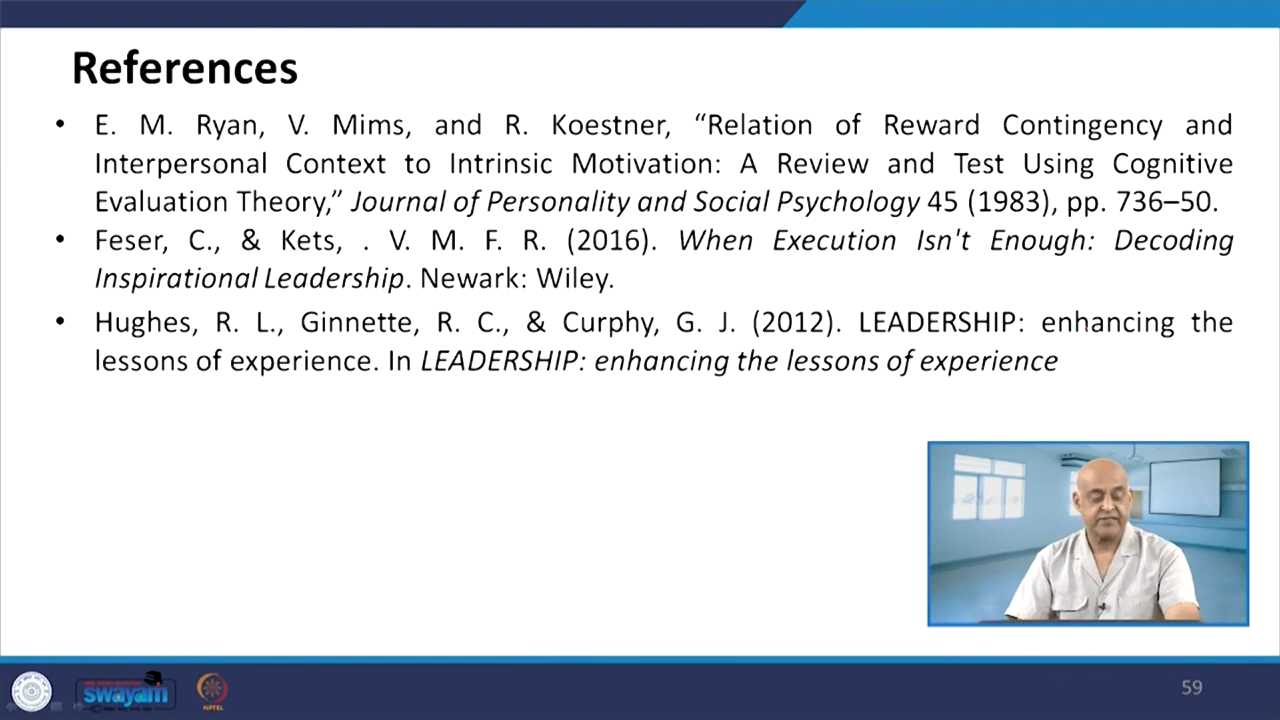 References
• E. M. Ryan, V. Mims, and R. Koestner, “Relation of Reward Contingency and
Interpersonal Context to Intrinsic Motivation: A Review and Test Using Cognitive
Evaluation Theory,” Journal of Personality and Social Psychology 45 (1983), pp. 736–50.
• Feser, C., & Kets, . V. M. F. R. (2016). When Execution Isn't Enough: Decoding
Inspirational Leadership. Newark: Wiley.
• Hughes, R. L., Ginnette, R. C., & Curphy, G. J. (2012). LEADERSHIP: enhancing the
lessons of experience. In LEADERSHIP: enhancing the lessons of experience
swayam
NPTEL
59